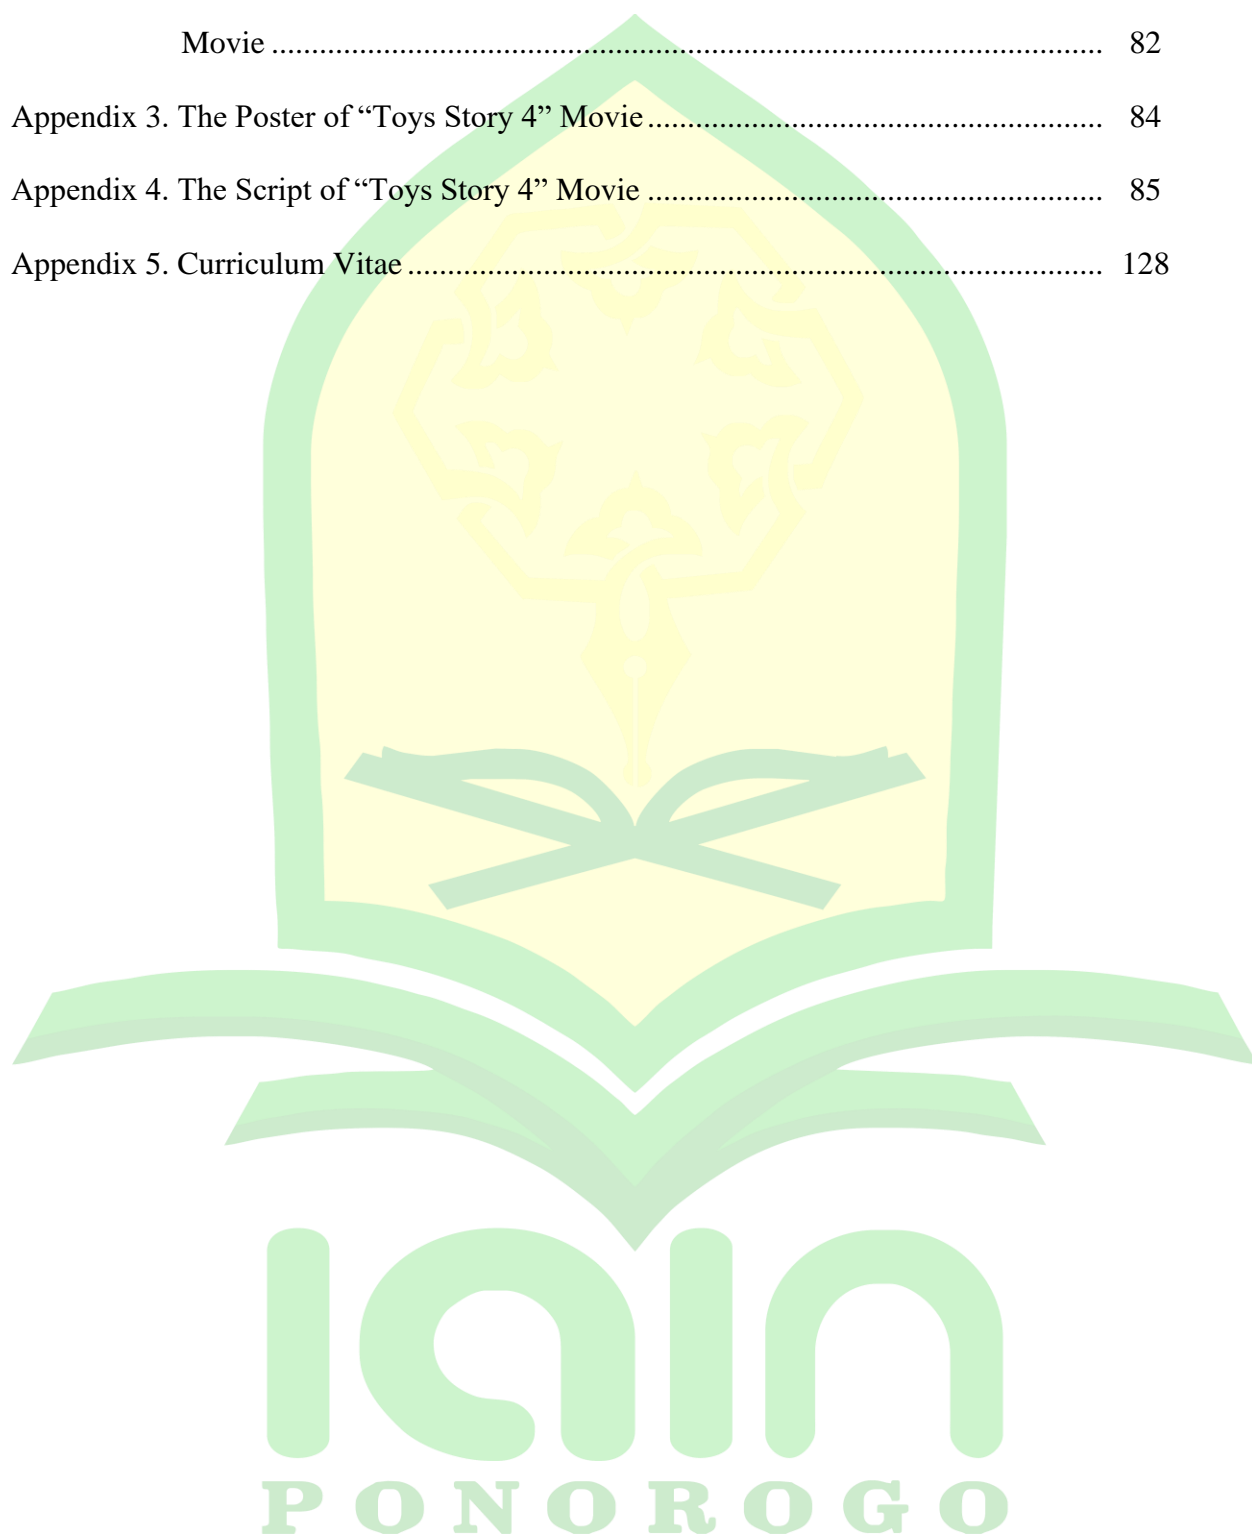 Movie ........................................................................................................ 82
Appendix 3. The Poster of “Toys Story 4” Movie ......................................................... 84
Appendix 4. The Script of “Toys Story 4” Movie ......................................................... 85
Appendix 5. Curriculum Vitae ....................................................................................... 128
iain
PONOROGO